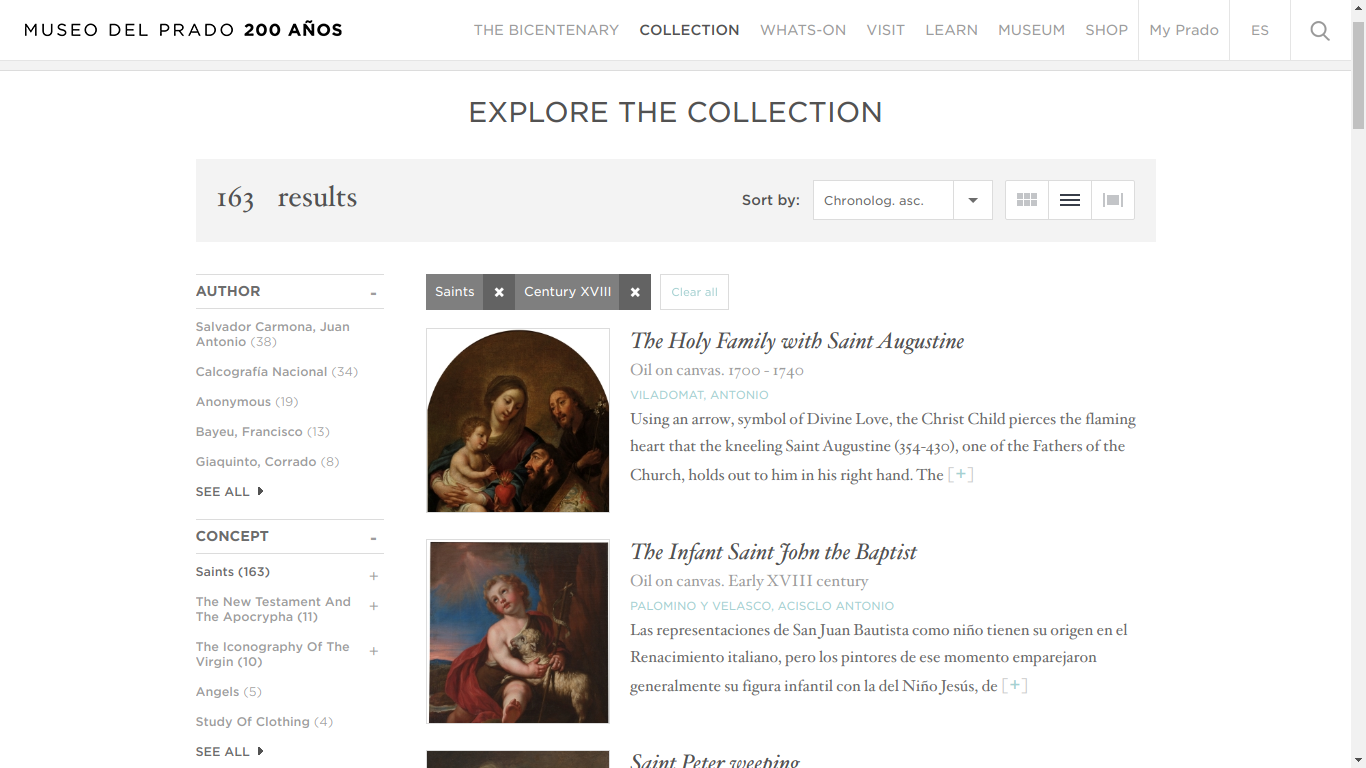 MUSEO DEL PRADO 200 AÑOS
THE BICENTENARY COLLECTION WHATS-ON VISIT LEARN MUSEUM SHOP My Prado ES
EXPLORE THE COLLECTION
163 results
Sort by: Chronolog. asc.
AUTHOR -
Salvador Carmona, Juan
Antonio (38)
Calcografía Nacional (34)
Anonymous (19)
Bayeu, Francisco (13)
Giaquinto, Corrado (8)
SEE ALL
CONCEPT -
Saints (163) +
The New Testament And
The Apocrypha (11) +
The Iconography Of The
Virgin (10) +
Angels (5)
Study Of Clothing (4)
SEE ALL
Saints ✖ Century XVIII ✖ Clear all
The Holy Family with Saint Augustine
Oil on canvas. 1700 - 1740
VILADOMAT, ANTONIO
Using an arrow, symbol of Divine Love, the Christ Child pierces the flaming
heart that the kneeling Saint Augustine (354-430), one of the Fathers of the
Church, holds out to him in his right hand. The [+]
The Infant Saint John the Baptist
Oil on canvas. Early XVIII century
PALOMINO Y VELASCO, ACISCLO ANTONIO
Las representaciones de San Juan Bautista como niño tienen su origen en el
Renacimiento italiano, pero los pintores de ese momento emparejaron
generalmente su figura infantil con la del Niño Jesús, de [+]
Saint Peter weeping